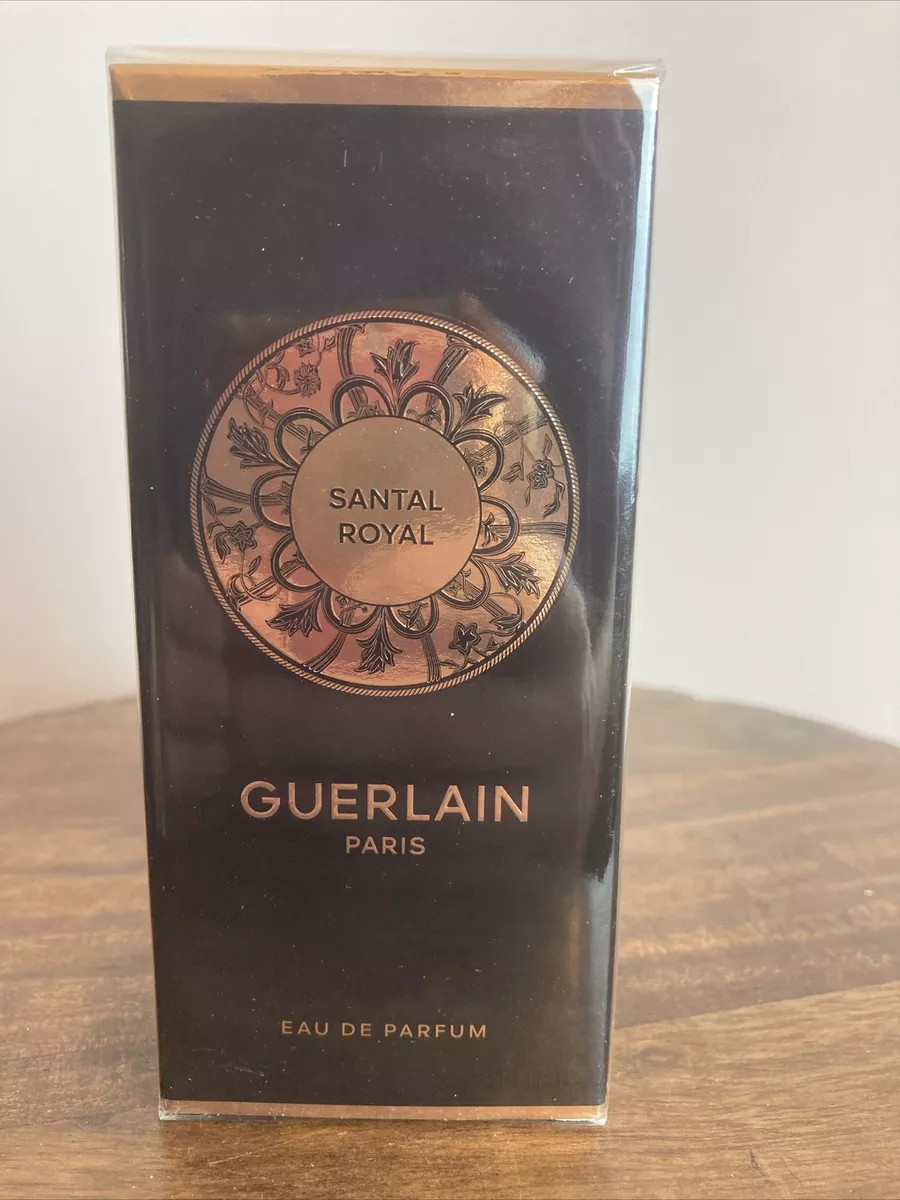 SANTAL
ROYAL
GUERLAIN
PARIS
EAU DE PARFUM